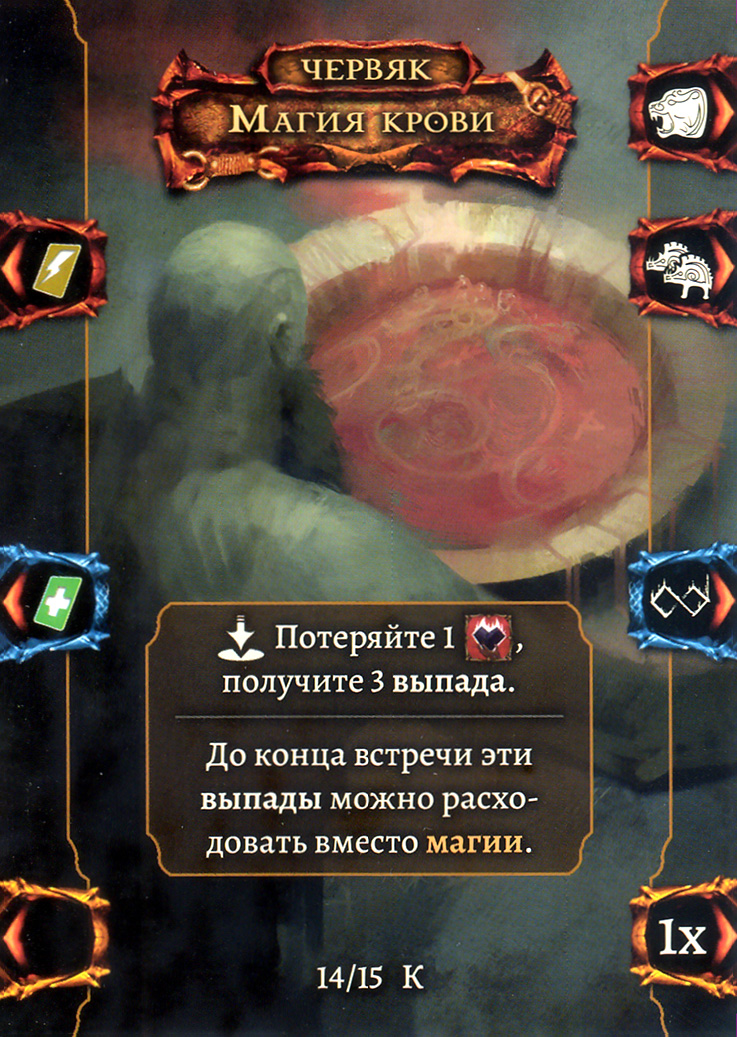 ЧЕРВЯК
МАГИЯ КРОВИ
Потеряйте 1 ,
получите 3 выпада.
До конца встречи эти
выпады можно расхо-
довать вместо магии.
1x
14/15 К